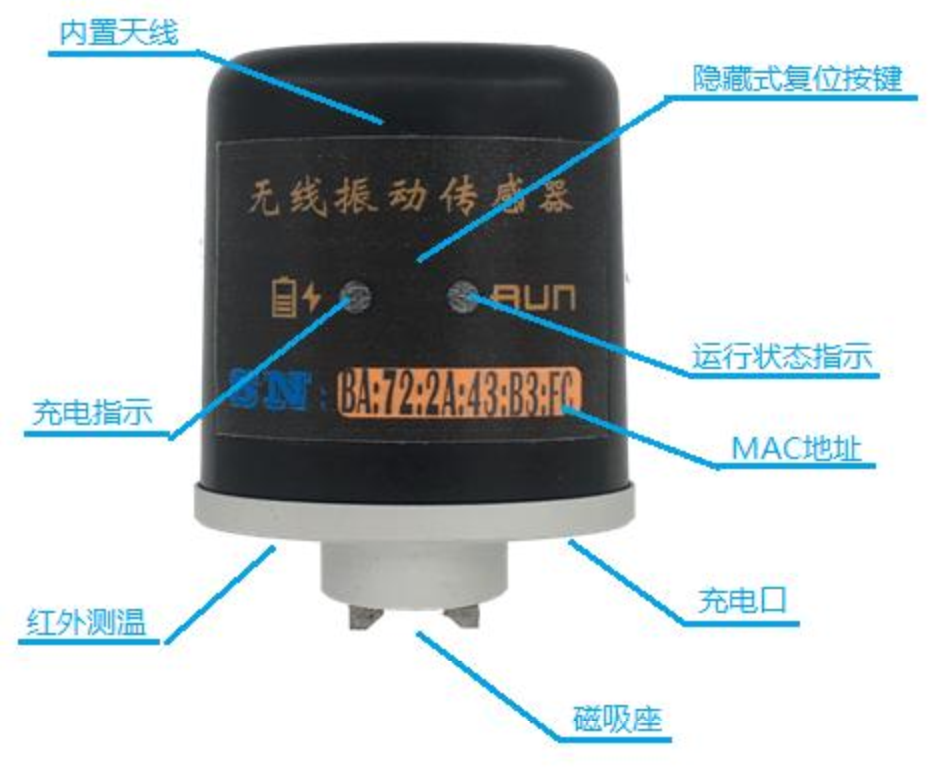 内置天线
隐藏式复位按键
无线振动传感器
RUN
运行状态指示
SN: BA:72:2A:43:B3:FC
充电指示
MAC地址
充电口
红外测温
磁吸座